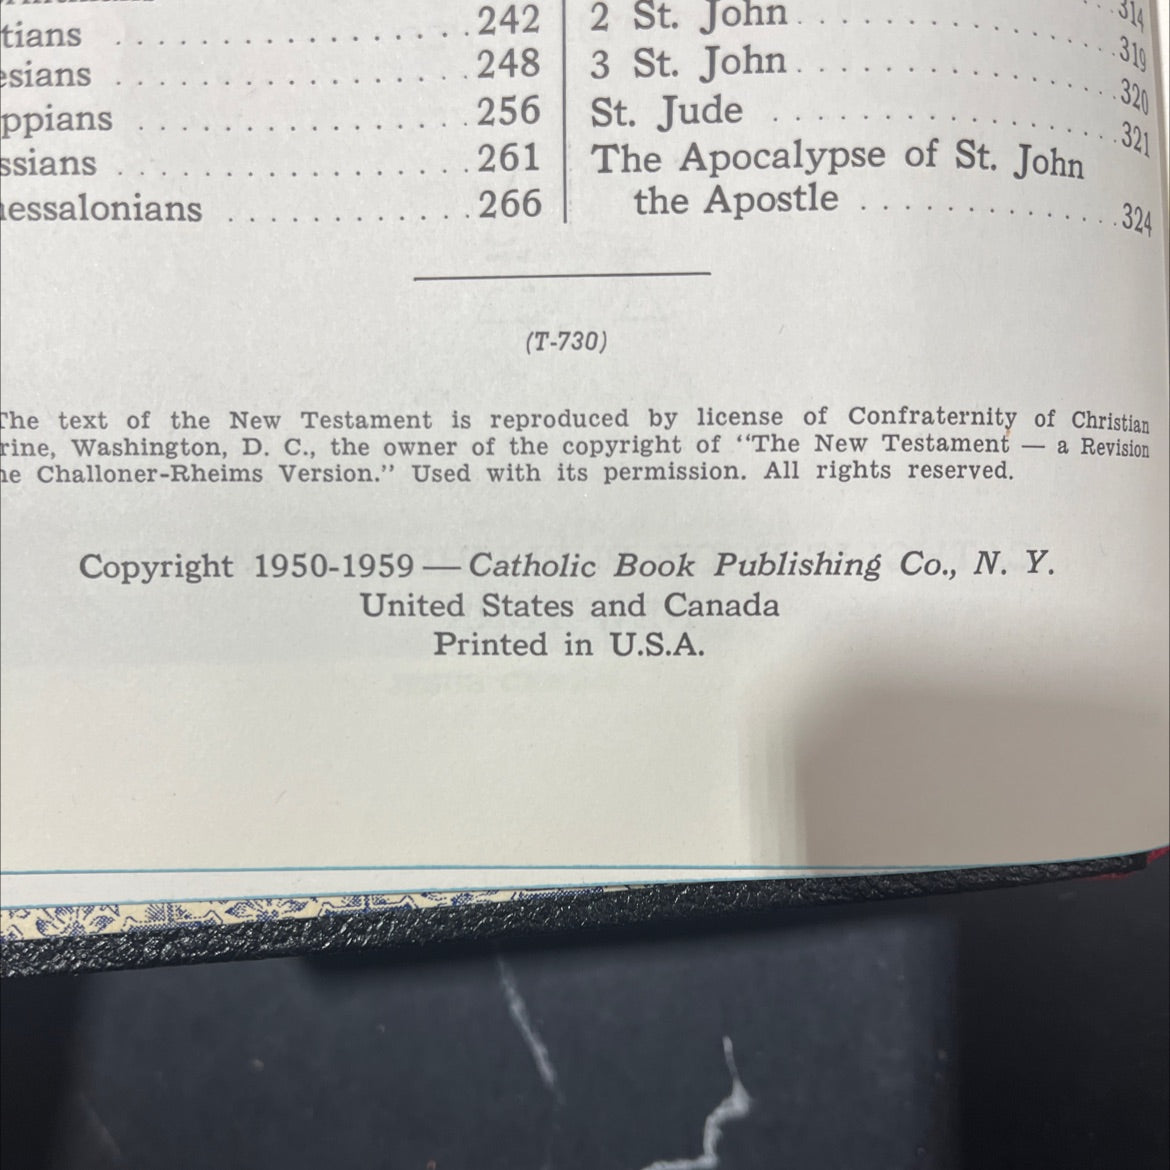 314
tians 242
esians 248
ppians 256
ssians 261
hessalonians 266
2 St. John 319
3 St. John 320
St. Jude 321
The Apocalypse of St. John
the Apostle 324
(T-730)
The text of the New Testament is reproduced by license of Confraternity of Christian
rine, Washington, D. C., the owner of the copyright of “The New Testament — a Revision
he Challoner-Rheims Version.” Used with its permission. All rights reserved.
Copyright 1950-1959 — Catholic Book Publishing Co., N. Y.
United States and Canada
Printed in U.S.A.